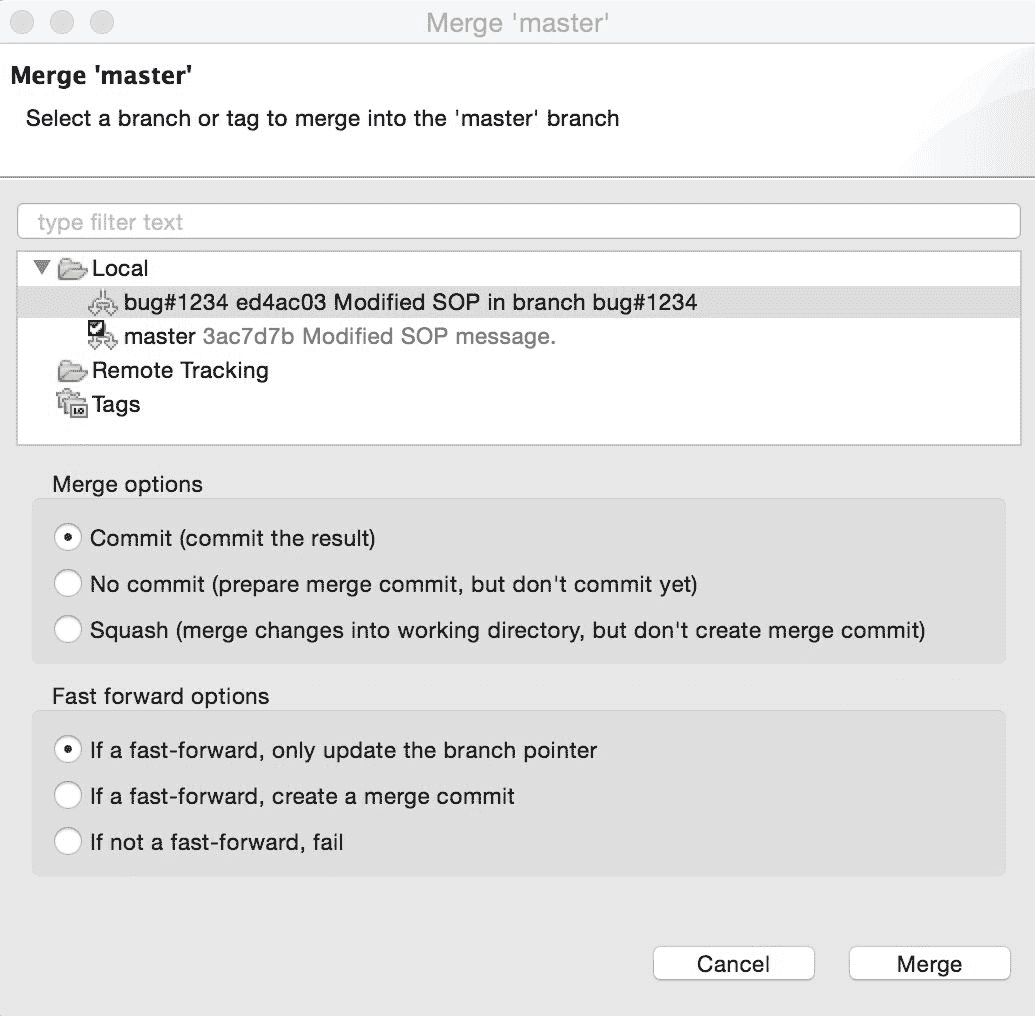 Merge 'master'
Merge 'master'
Select a branch or tag to merge into the 'master' branch
type filter text
Local
bug#1234 ed4ac03 Modified SOP in branch bug#1234
master 3ac7d7b Modified SOP message.
Remote Tracking
Tags
Merge options
Commit (commit the result)
No commit (prepare merge commit, but don't commit yet)
Squash (merge changes into working directory, but don't create merge commit)
Fast forward options
If a fast-forward, only update the branch pointer
If a fast-forward, create a merge commit
If not a fast-forward, fail
Cancel Merge